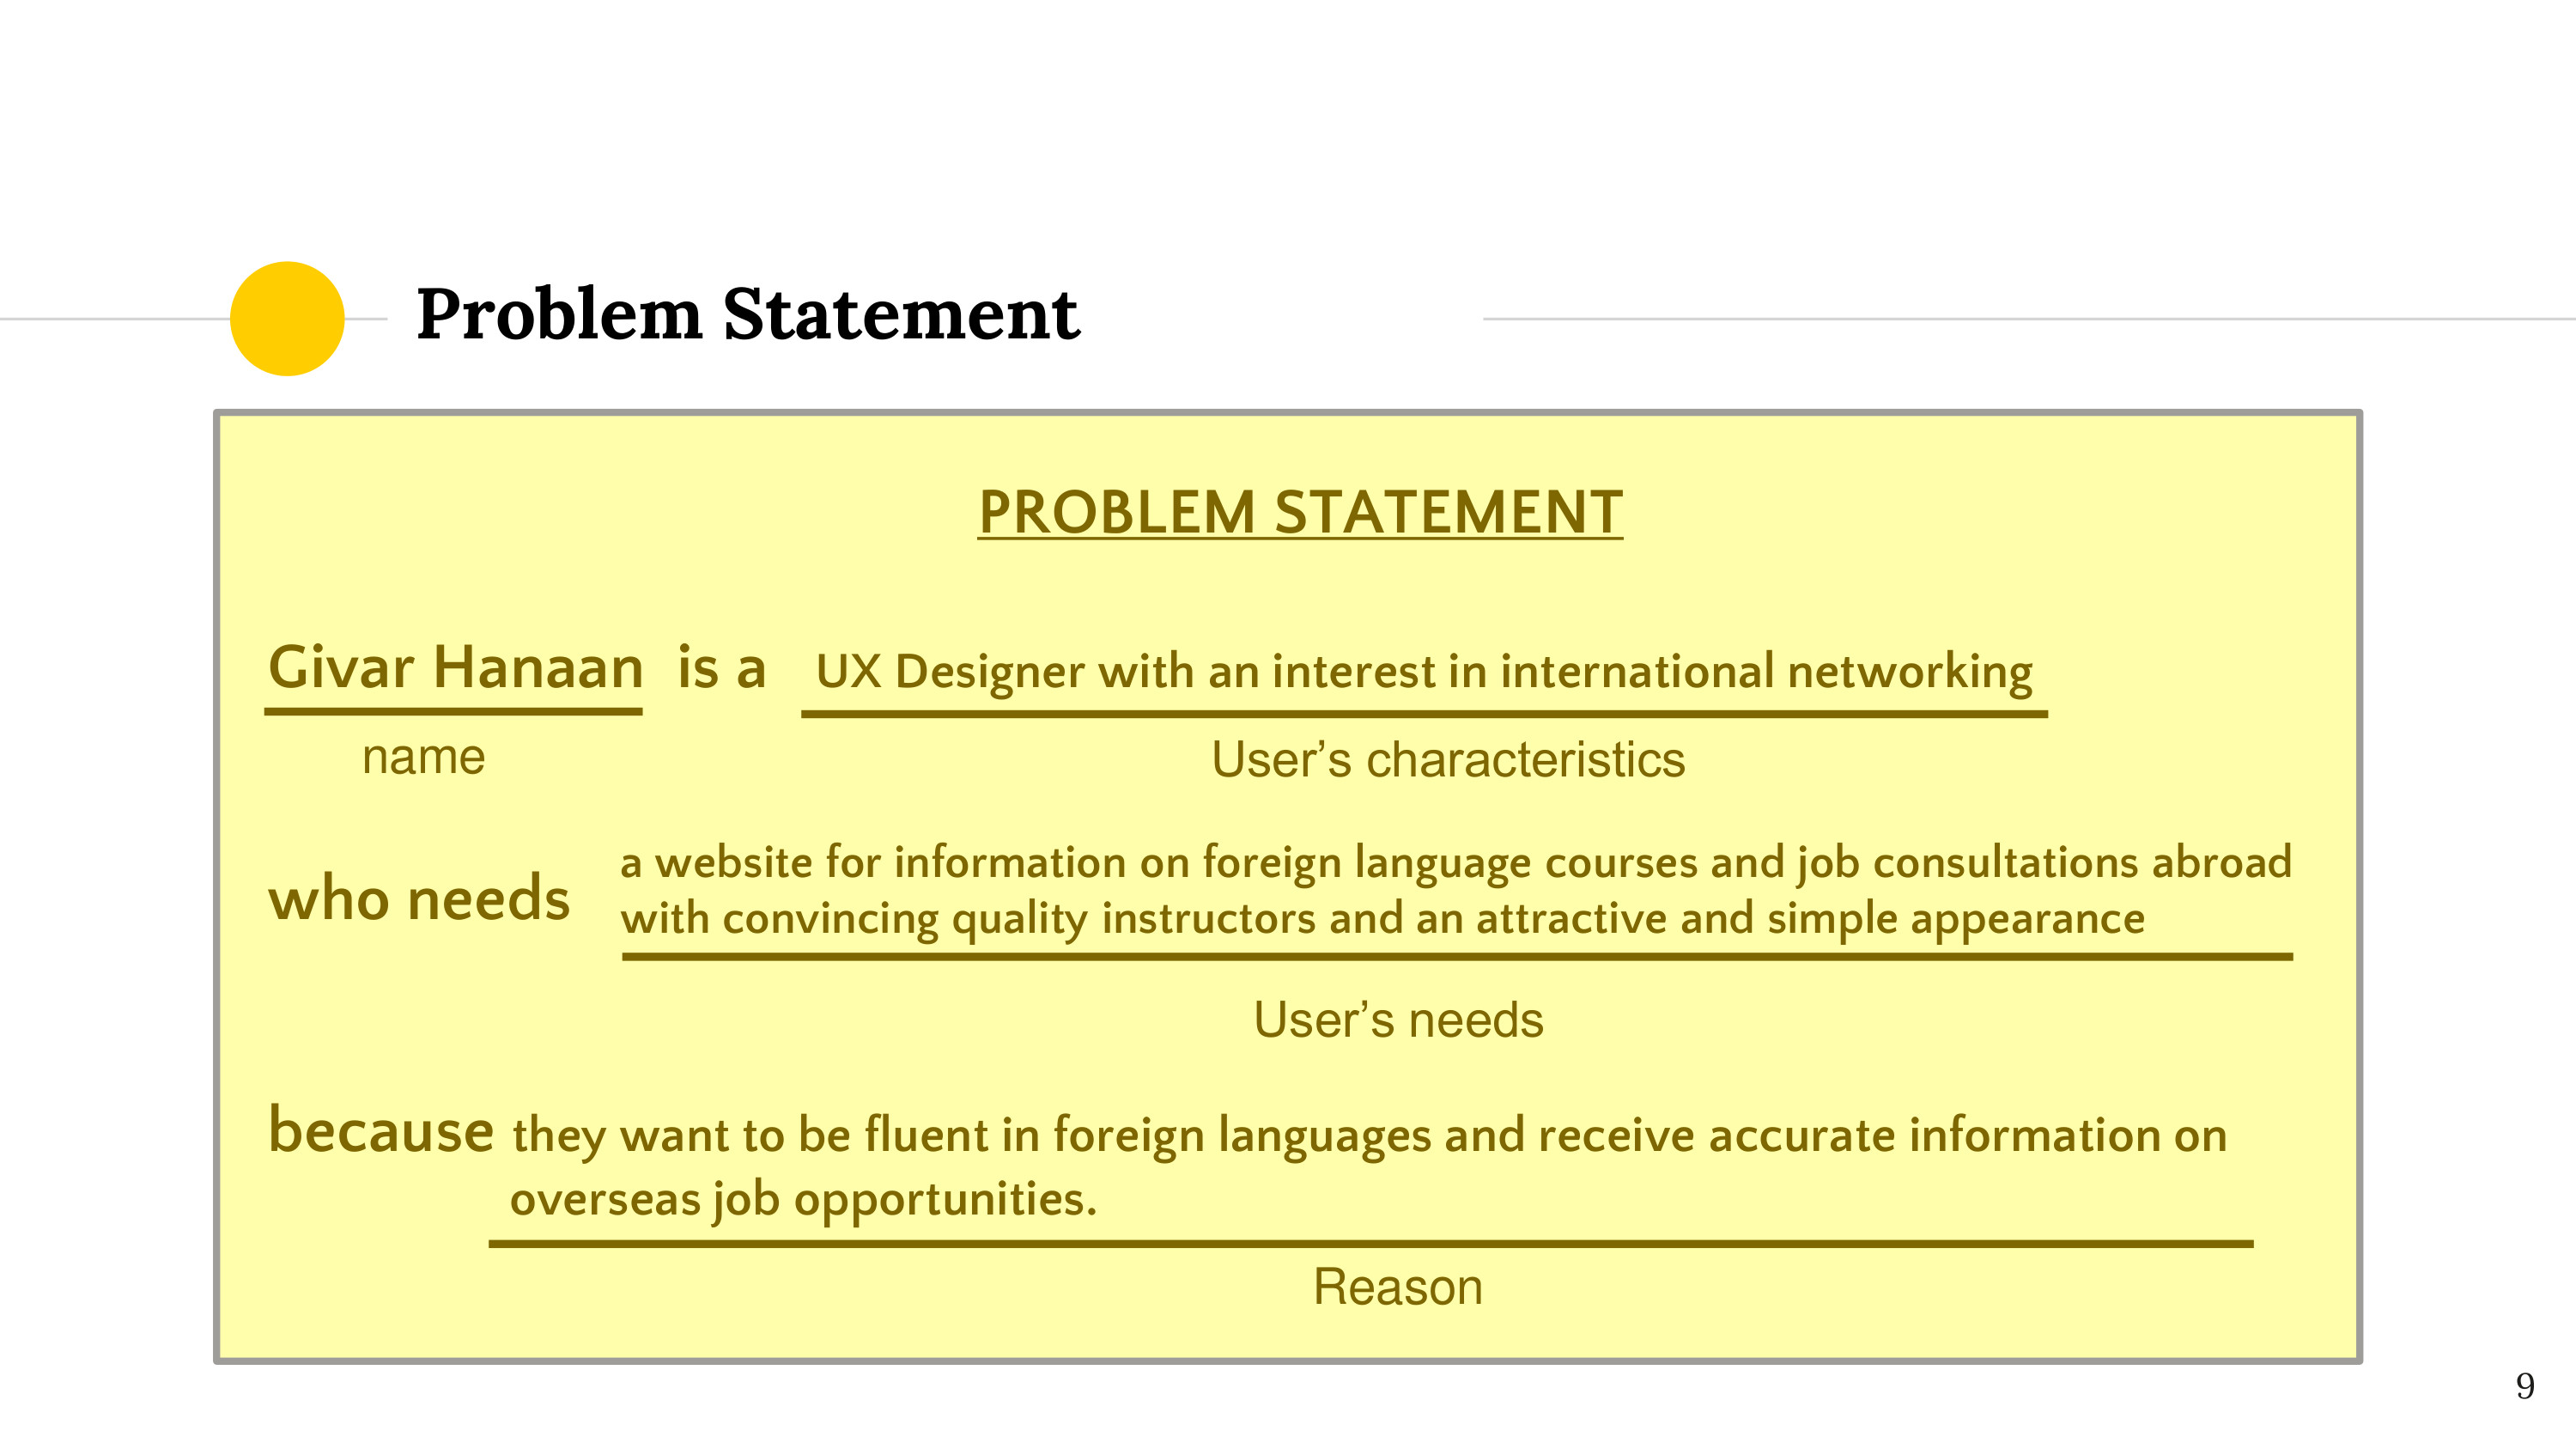 Problem Statement
PROBLEM STATEMENT
Givar Hanaan is a UX Designer with an interest in international networking
name User’s characteristics
who needs a website for information on foreign language courses and job consultations abroad
with convincing quality instructors and an attractive and simple appearance
User’s needs
because they want to be fluent in foreign languages and receive accurate information on
overseas job opportunities.
Reason
9